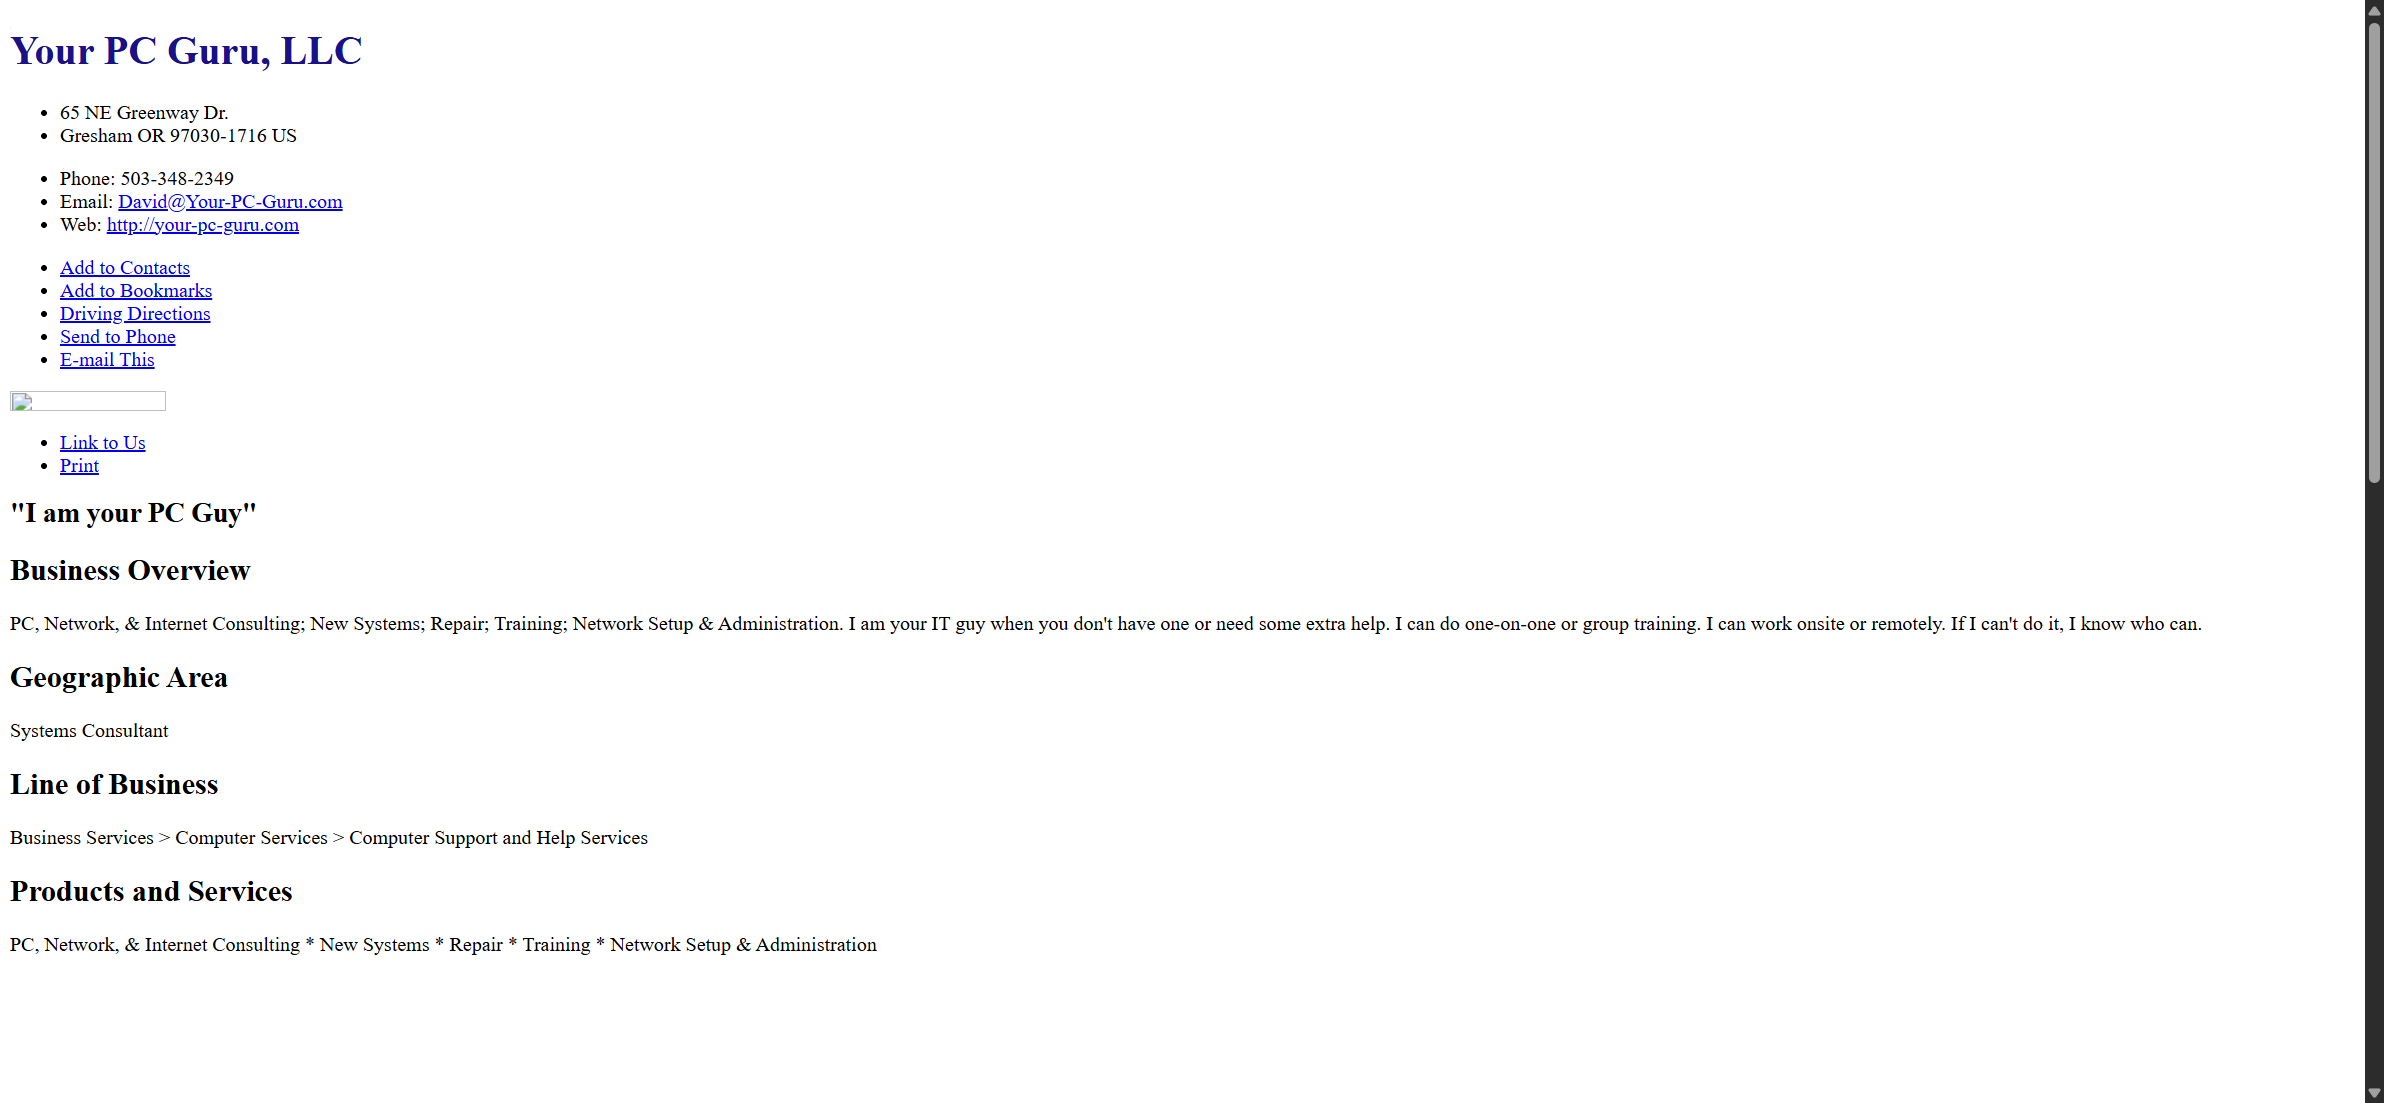 Your PC Guru, LLC
65 NE Greenway Dr.
Gresham OR 97030-1716 US
Phone: 503-348-2349
Email: David@Your-PC-Guru.com
Web: http://your-pc-guru.com
Add to Contacts
Add to Bookmarks
Driving Directions
Send to Phone
E-mail This
Link to Us
Print
"I am your PC Guy"
Business Overview
PC, Network, & Internet Consulting; New Systems; Repair; Training; Network Setup & Administration. I am your IT guy when you don't have one or need some extra help. I can do one-on-one or group training. I can work onsite or remotely. If I can't do it, I know who can.
Geographic Area
Systems Consultant
Line of Business
Business Services > Computer Services > Computer Support and Help Services
Products and Services
PC, Network, & Internet Consulting * New Systems * Repair * Training * Network Setup & Administration